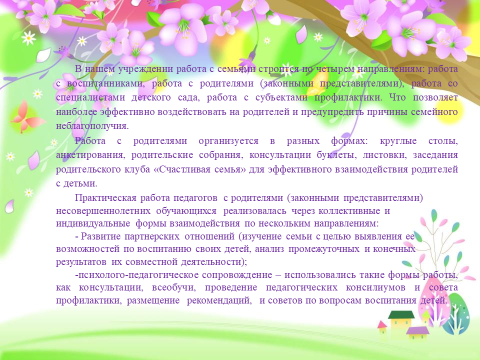 В нашем учреждении работа с семьями строится по четырем направлениям: работа
с воспитанниками, работа с родителями (законными представителями), работа со
специалистами детского сада, работа с субъектами профилактики. Что позволяет
наиболее эффективно воздействовать на родителей и предупредить причины семейного
неблагополучия.
Работа с родителями организуется в разных формах: круглые столы,
анкетирования, родительские собрания, консультации буклеты, листовки, заседания
родительского клуба «Счастливая семья» для эффективного взаимодействия родителей
с детьми.
Практическая работа педагогов с родителями (законными представителями)
несовершеннолетних обучающихся реализовалась через коллективные и
индивидуальные формы взаимодействия по нескольким направлениям:
- Развитие партнерских отношений (изучение семьи с целью выявления ее
возможностей по воспитанию своих детей, анализ промежуточных и конечных
результатов их совместной деятельности);
-психолого-педагогическое сопровождение – использовались такие формы работы,
как консультации, всеобучи, проведение педагогических консилиумов и совета
профилактики, размещение рекомендаций, и советов по вопросам воспитания детей.